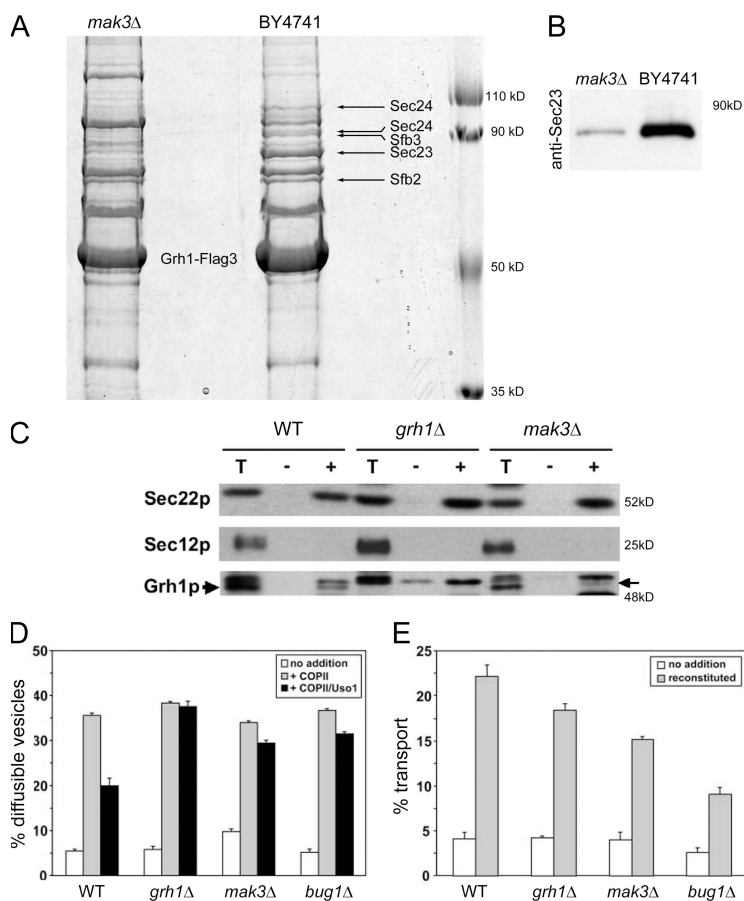 A
mak3Δ BY4741
110 kD
Sec24
Sec24
90 kD
Sfb3
Sec23
Sfb2
Grh1-Flag3
50 kD
35 kD
B
mak3Δ BY4741
90kD
anti-Sec23
C
WT grh1Δ mak3Δ
T - + T - + T - +
Sec22p 52kD
Sec12p 25kD
Grh1p 48kD
D
% diffusible vesicles
50
40
30
20
10
5
0
no addition
+ COPII
+ COPII/Uso1
WT grh1Δ mak3Δ bug1Δ
E
% transport
25
20
15
10
5
0
no addition
reconstituted
WT grh1Δ mak3Δ bug1Δ